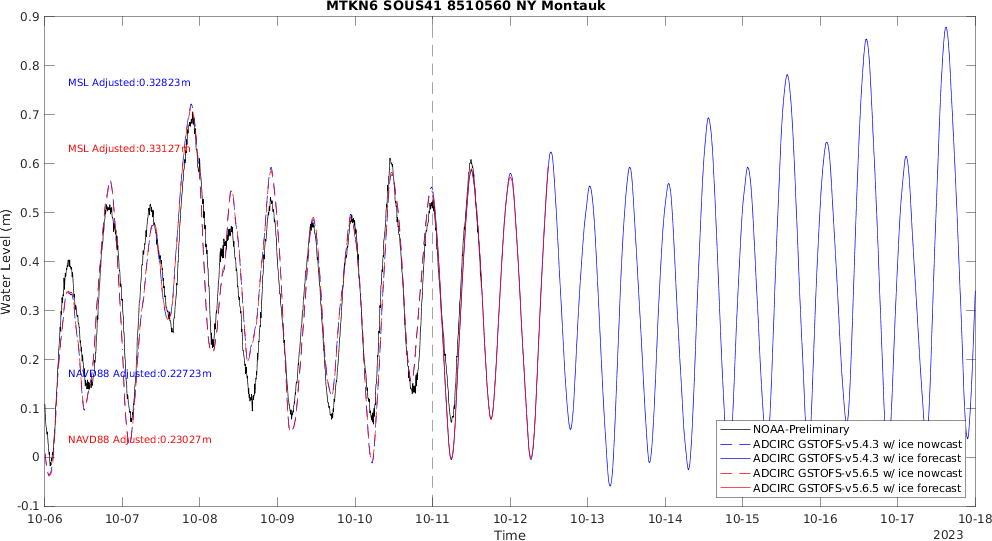 MTKN6 SOUS41 8510560 NY Montauk
0.9
0.8
0.7
0.6
0.5
0.4
0.3
0.2
0.1
0
-0.1
Water Level (m)
MSL Adjusted:0.32823m
MSL Adjusted:0.33127m
NAVD88 Adjusted:0.22723m
NAVD88 Adjusted:0.23027m
NOAA-Preliminary
ADCIRC GSTOFS-v5.4.3 w/ ice nowcast
ADCIRC GSTOFS-v5.4.3 w/ ice forecast
ADCIRC GSTOFS-v5.6.5 w/ ice nowcast
ADCIRC GSTOFS-v5.6.5 w/ ice forecast
10-06 10-07 10-08 10-09 10-10 10-11 10-12 10-13 10-14 10-15 10-16 10-17 10-18
Time
2023